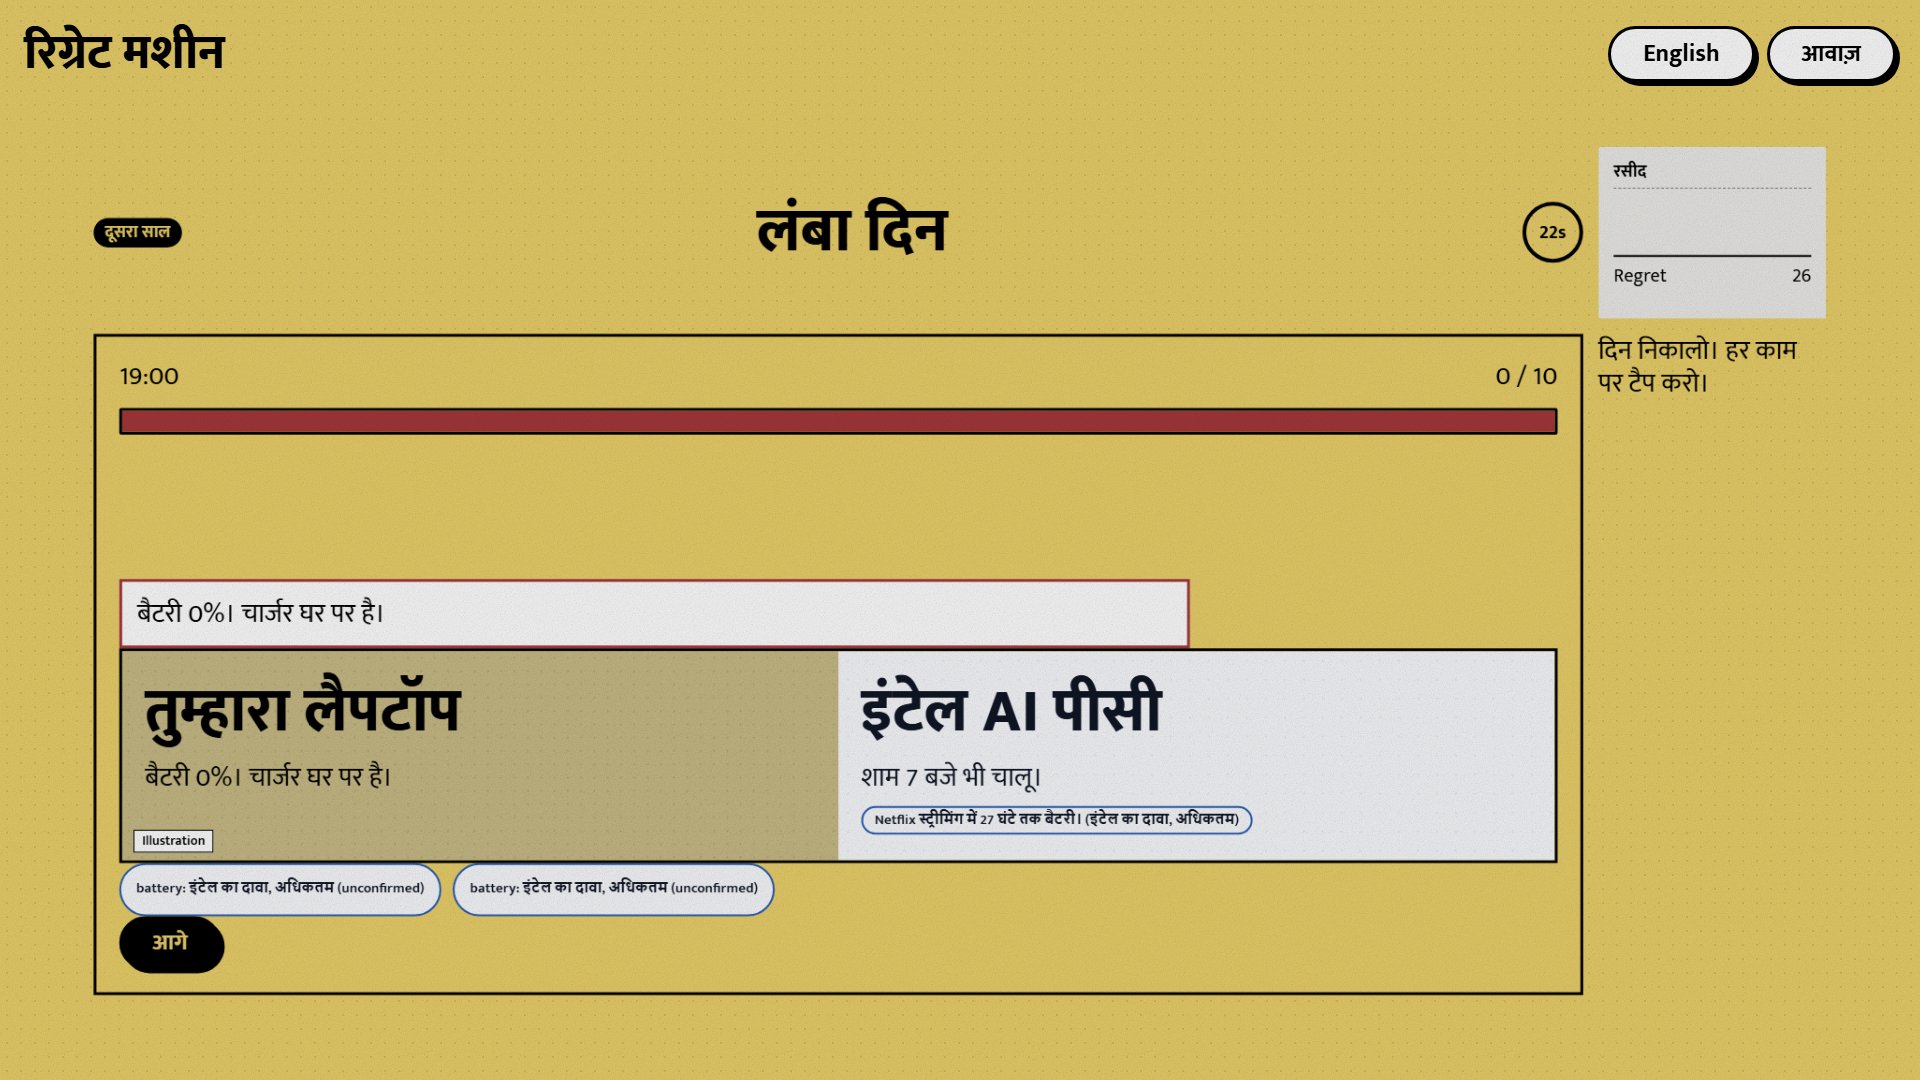 रिग्रेट मशीन
English
आवाज़
दूसरा साल
लंबा दिन
22s
रसीद
Regret 26
दिन निकालो। हर काम
पर टैप करो।
19:00
0 / 10
बैटरी 0%। चार्जर घर पर है।
तुम्हारा लैपटॉप
बैटरी 0%। चार्जर घर पर है।
Illustration
इंटेल AI पीसी
शाम 7 बजे भी चालू।
Netflix स्ट्रीमिंग में 27 घंटे तक बैटरी। (इंटेल का दावा, अधिकतम)
battery: इंटेल का दावा, अधिकतम (unconfirmed)
battery: इंटेल का दावा, अधिकतम (unconfirmed)
आगे